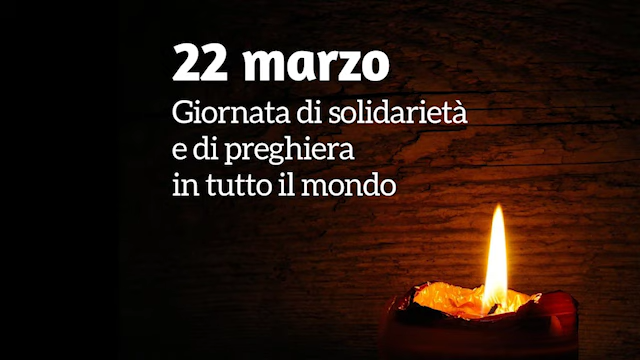 22 marzo
Giornata di solidarietà
e di preghiera
in tutto il mondo